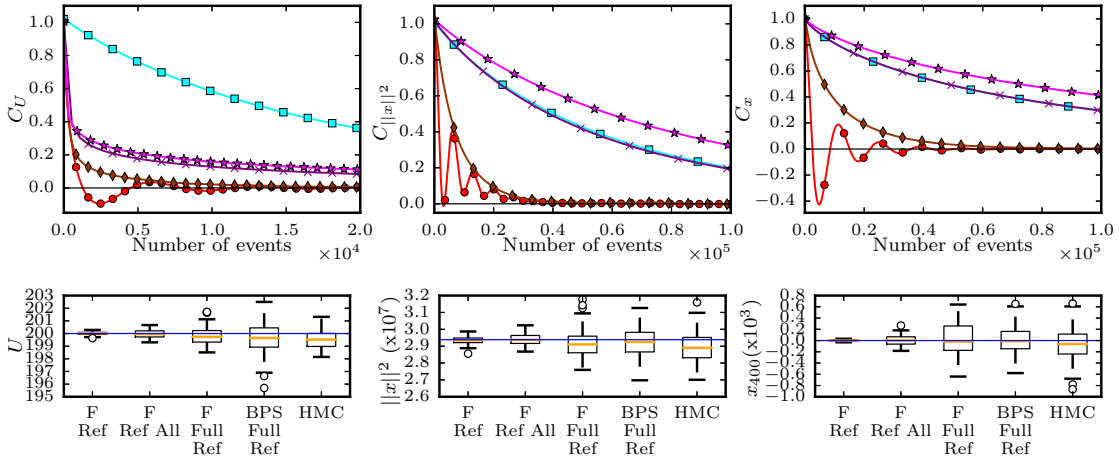 1.0
0.8
0.6
0.4
0.2
0.0
C_U
0.0 0.5 1.0 1.5 2.0
Number of events
×10^4
1.0
0.8
0.6
0.4
0.2
0.0
C_{||x||^2}
0.0 0.2 0.4 0.6 0.8 1.0
Number of events
×10^5
1.0
0.8
0.6
0.4
0.2
0.0
−0.2
−0.4
C_x
0.0 0.2 0.4 0.6 0.8 1.0
Number of events
×10^5
203
202
201
200
199
198
197
196
195
U
F Ref
F Ref All
F Full Ref
BPS Full Ref
HMC
3.2
3.1
3.0
2.9
2.8
2.7
2.6
||x||^2 (x10^7)
F Ref
F Ref All
F Full Ref
BPS Full Ref
HMC
0.8
0.6
0.4
0.2
0.0
−0.2
−0.4
−0.6
−0.8
−1.0
x_{400}(x10^3)
F Ref
F Ref All
F Full Ref
BPS Full Ref
HMC